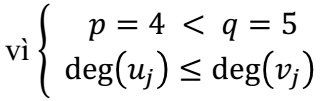 vì { p = 4 < q = 5
deg(u_j) ≤ deg(v_j)